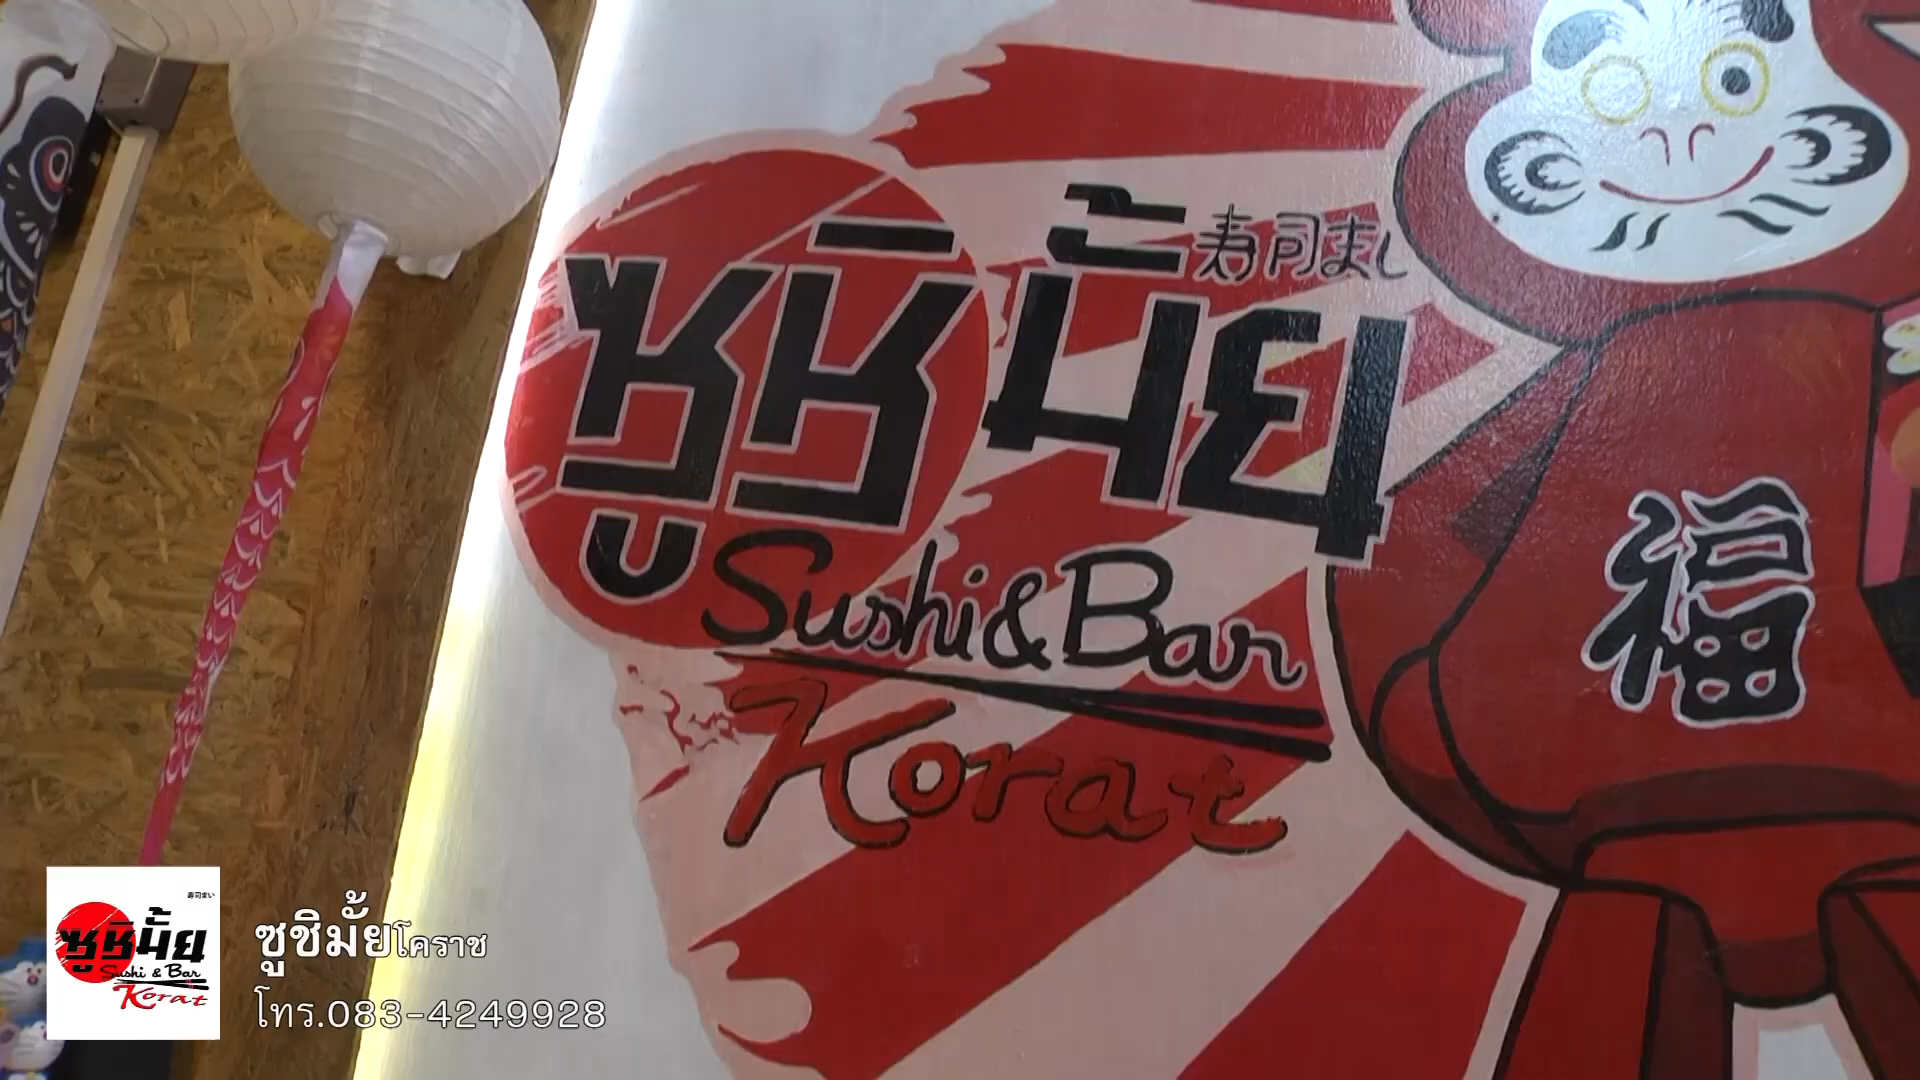 ซูชิมั้ย
寿司まい
Sushi & Bar
Korat
福
寿司まい
ซูชิมั้ย
Sushi & Bar
Korat
ซูชิมั้ยโคราช
โทร.083-4249928